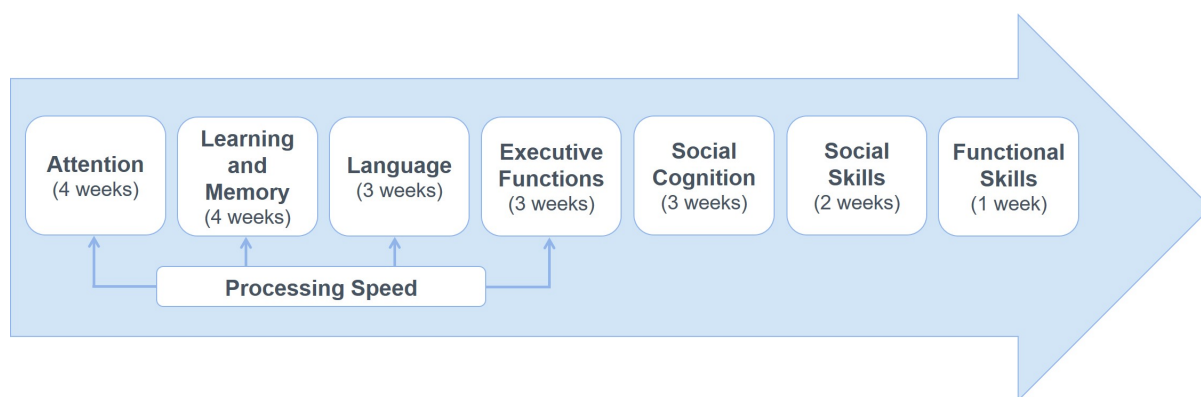 Attention
(4 weeks)
Learning
and
Memory
(4 weeks)
Language
(3 weeks)
Executive
Functions
(3 weeks)
Social
Cognition
(3 weeks)
Social
Skills
(2 weeks)
Functional
Skills
(1 week)
Processing Speed